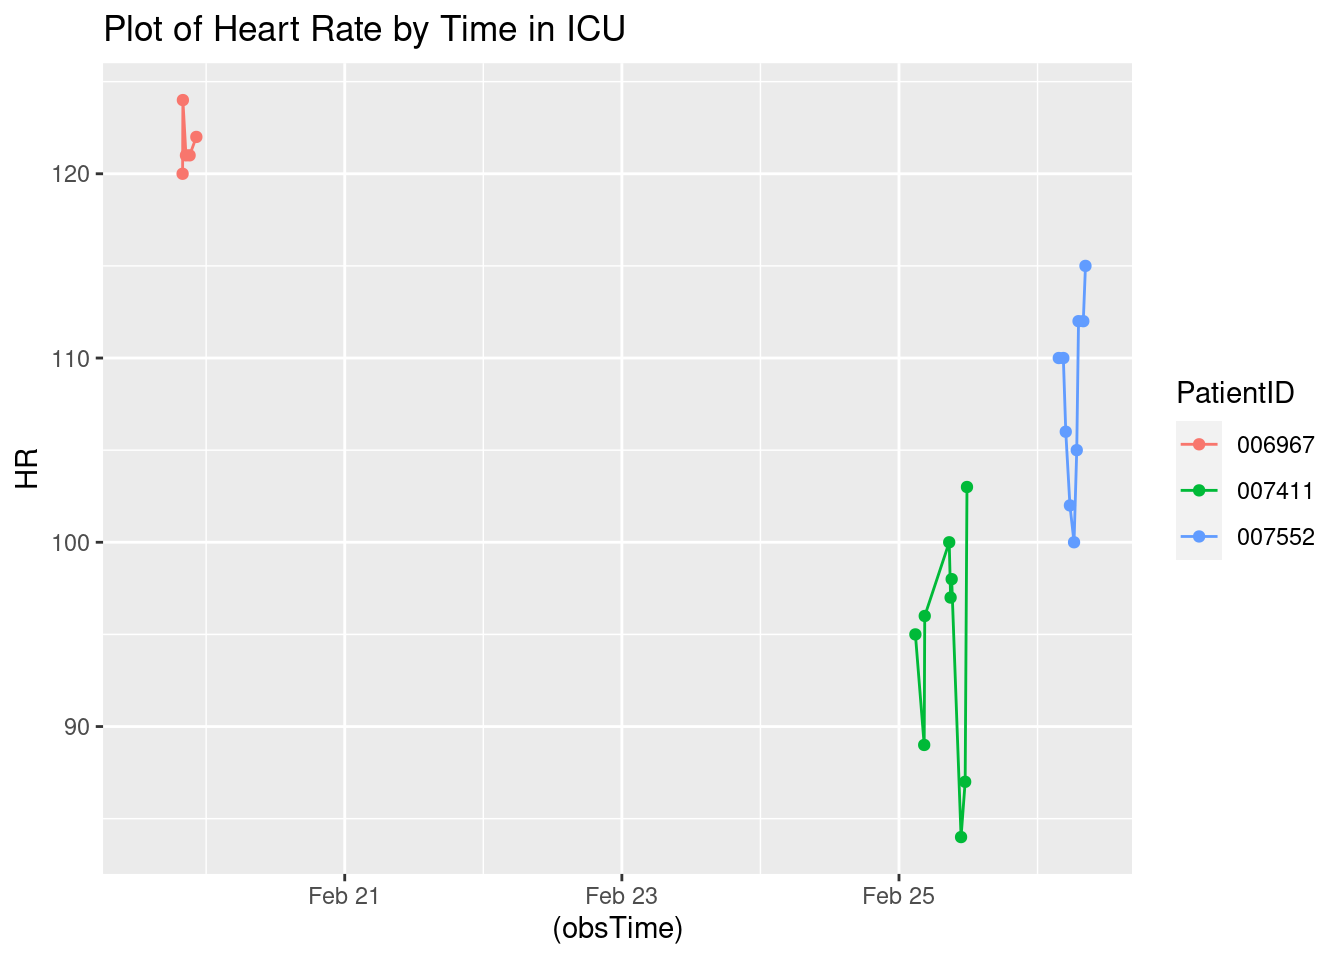 Plot of Heart Rate by Time in ICU
120
110
100
90
HR
Feb 21
Feb 23
Feb 25
(obsTime)
PatientID
006967
007411
007552